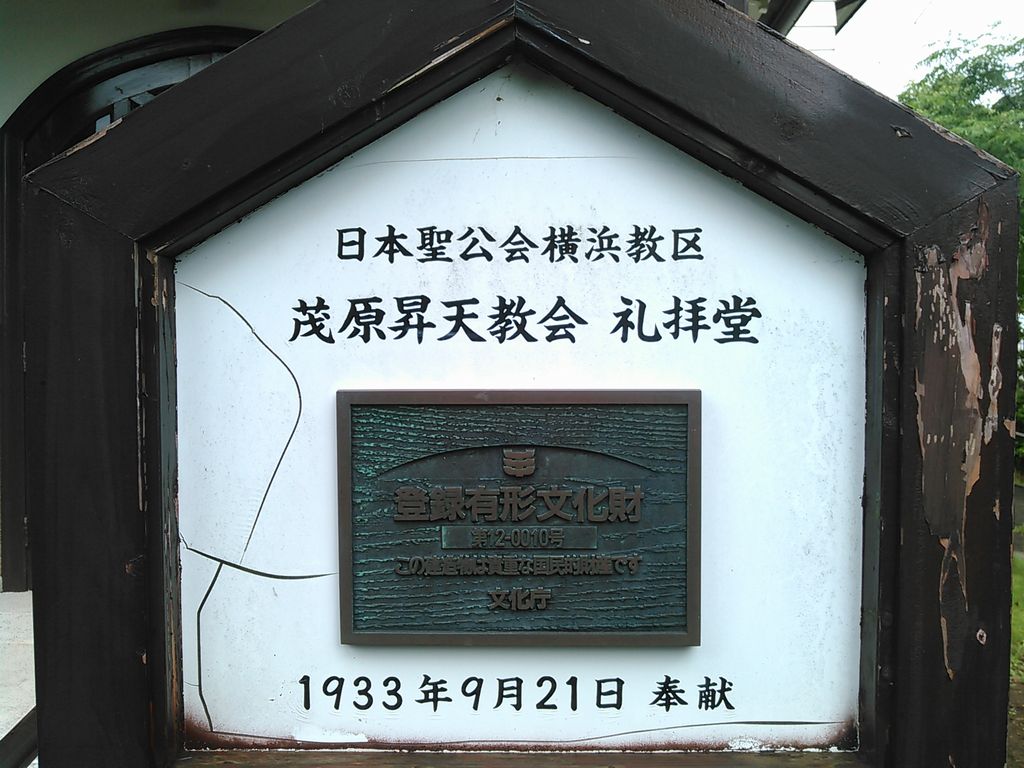 日本聖公会横浜教区
茂原昇天教会 礼拝堂
登録有形文化財
第12-0010号
この建造物は貴重な国民的財産です
文化庁
1933年9月21日 奉献